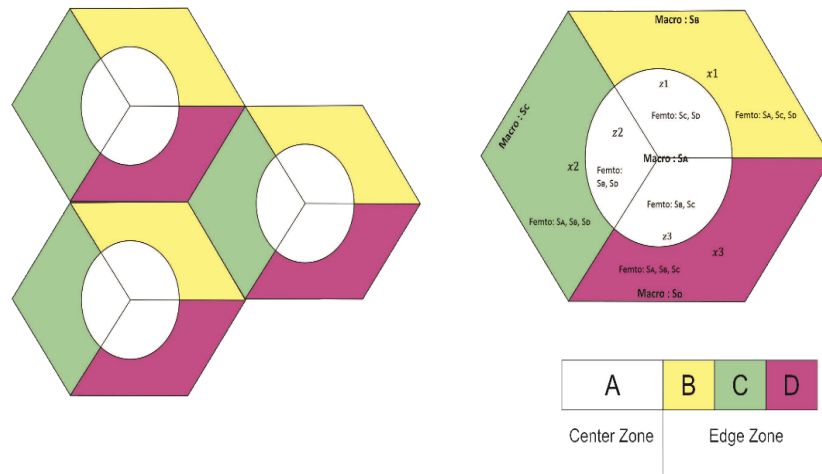 Macro : SB
x1
z1
Femto: SC, SD
Femto: SA, SC, SD
Macro : SC
z2
Macro : SA
x2
Femto:
SB, SD
Femto: SB, SC
Femto: SA, SB, SD
z3
x3
Femto: SA, SB, SC
Macro : SD
A B C D
Center Zone Edge Zone